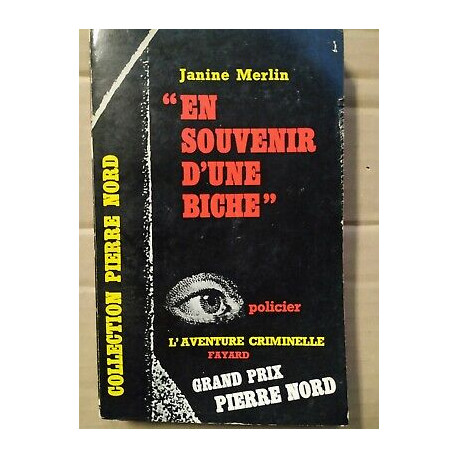 Janine Merlin
“EN
SOUVENIR
D'UNE
BICHE”
policier
L'AVENTURE CRIMINELLE
FAYARD
GRAND PRIX
PIERRE NORD
COLLECTION PIERRE NORD